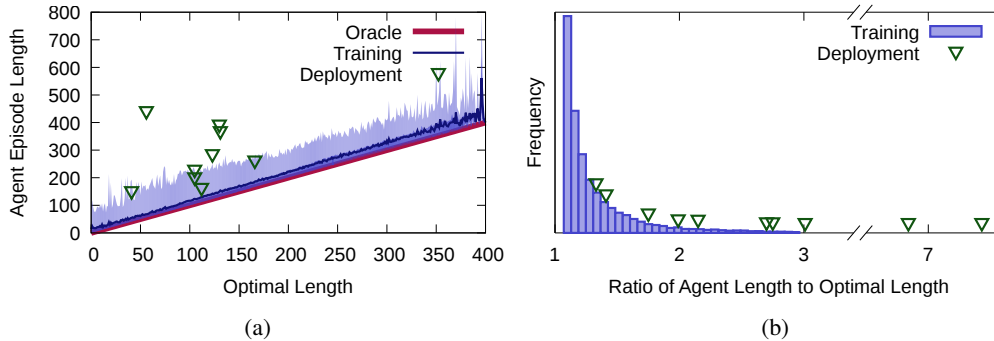 800
700
600
500
400
300
200
100
0
Agent Episode Length
Oracle
Training
Deployment
0 50 100 150 200 250 300 350 400
Optimal Length
(a)
Frequency
Training
Deployment
1 2 3 7
Ratio of Agent Length to Optimal Length
(b)